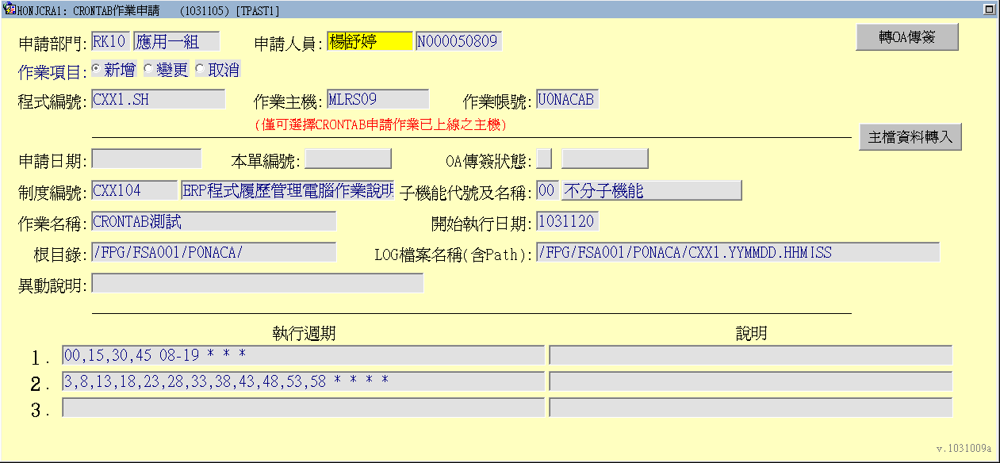 HONJCRA1: CRONTAB作業申請 (1031105) [TPAST1]
申請部門: RK10 應用一組 申請人員: 楊舒婷 N000050809 轉OA傳簽
作業項目: 新增 變更 取消
程式編號: CXX1.SH 作業主機: MLRS09 作業帳號: U0NACAB
(僅可選擇CRONTAB申請作業已上線之主機)
主檔資料轉入
申請日期: 本單編號: OA傳簽狀態:
制度編號: CXX104 ERP程式履歷管理電腦作業說明 子機能代號及名稱: 00 不分子機能
作業名稱: CRONTAB測試 開始執行日期: 1031120
根目錄: /FPG/FSA001/P0NACA/ LOG檔案名稱(含Path): /FPG/FSA001/P0NACA/CXX1.YYMMDD.HHMISS
異動說明:
執行週期 說明
1. 00,15,30,45 08-19 * * *
2. 3,8,13,18,23,28,33,38,43,48,53,58 * * * *
3.
v.1031009a